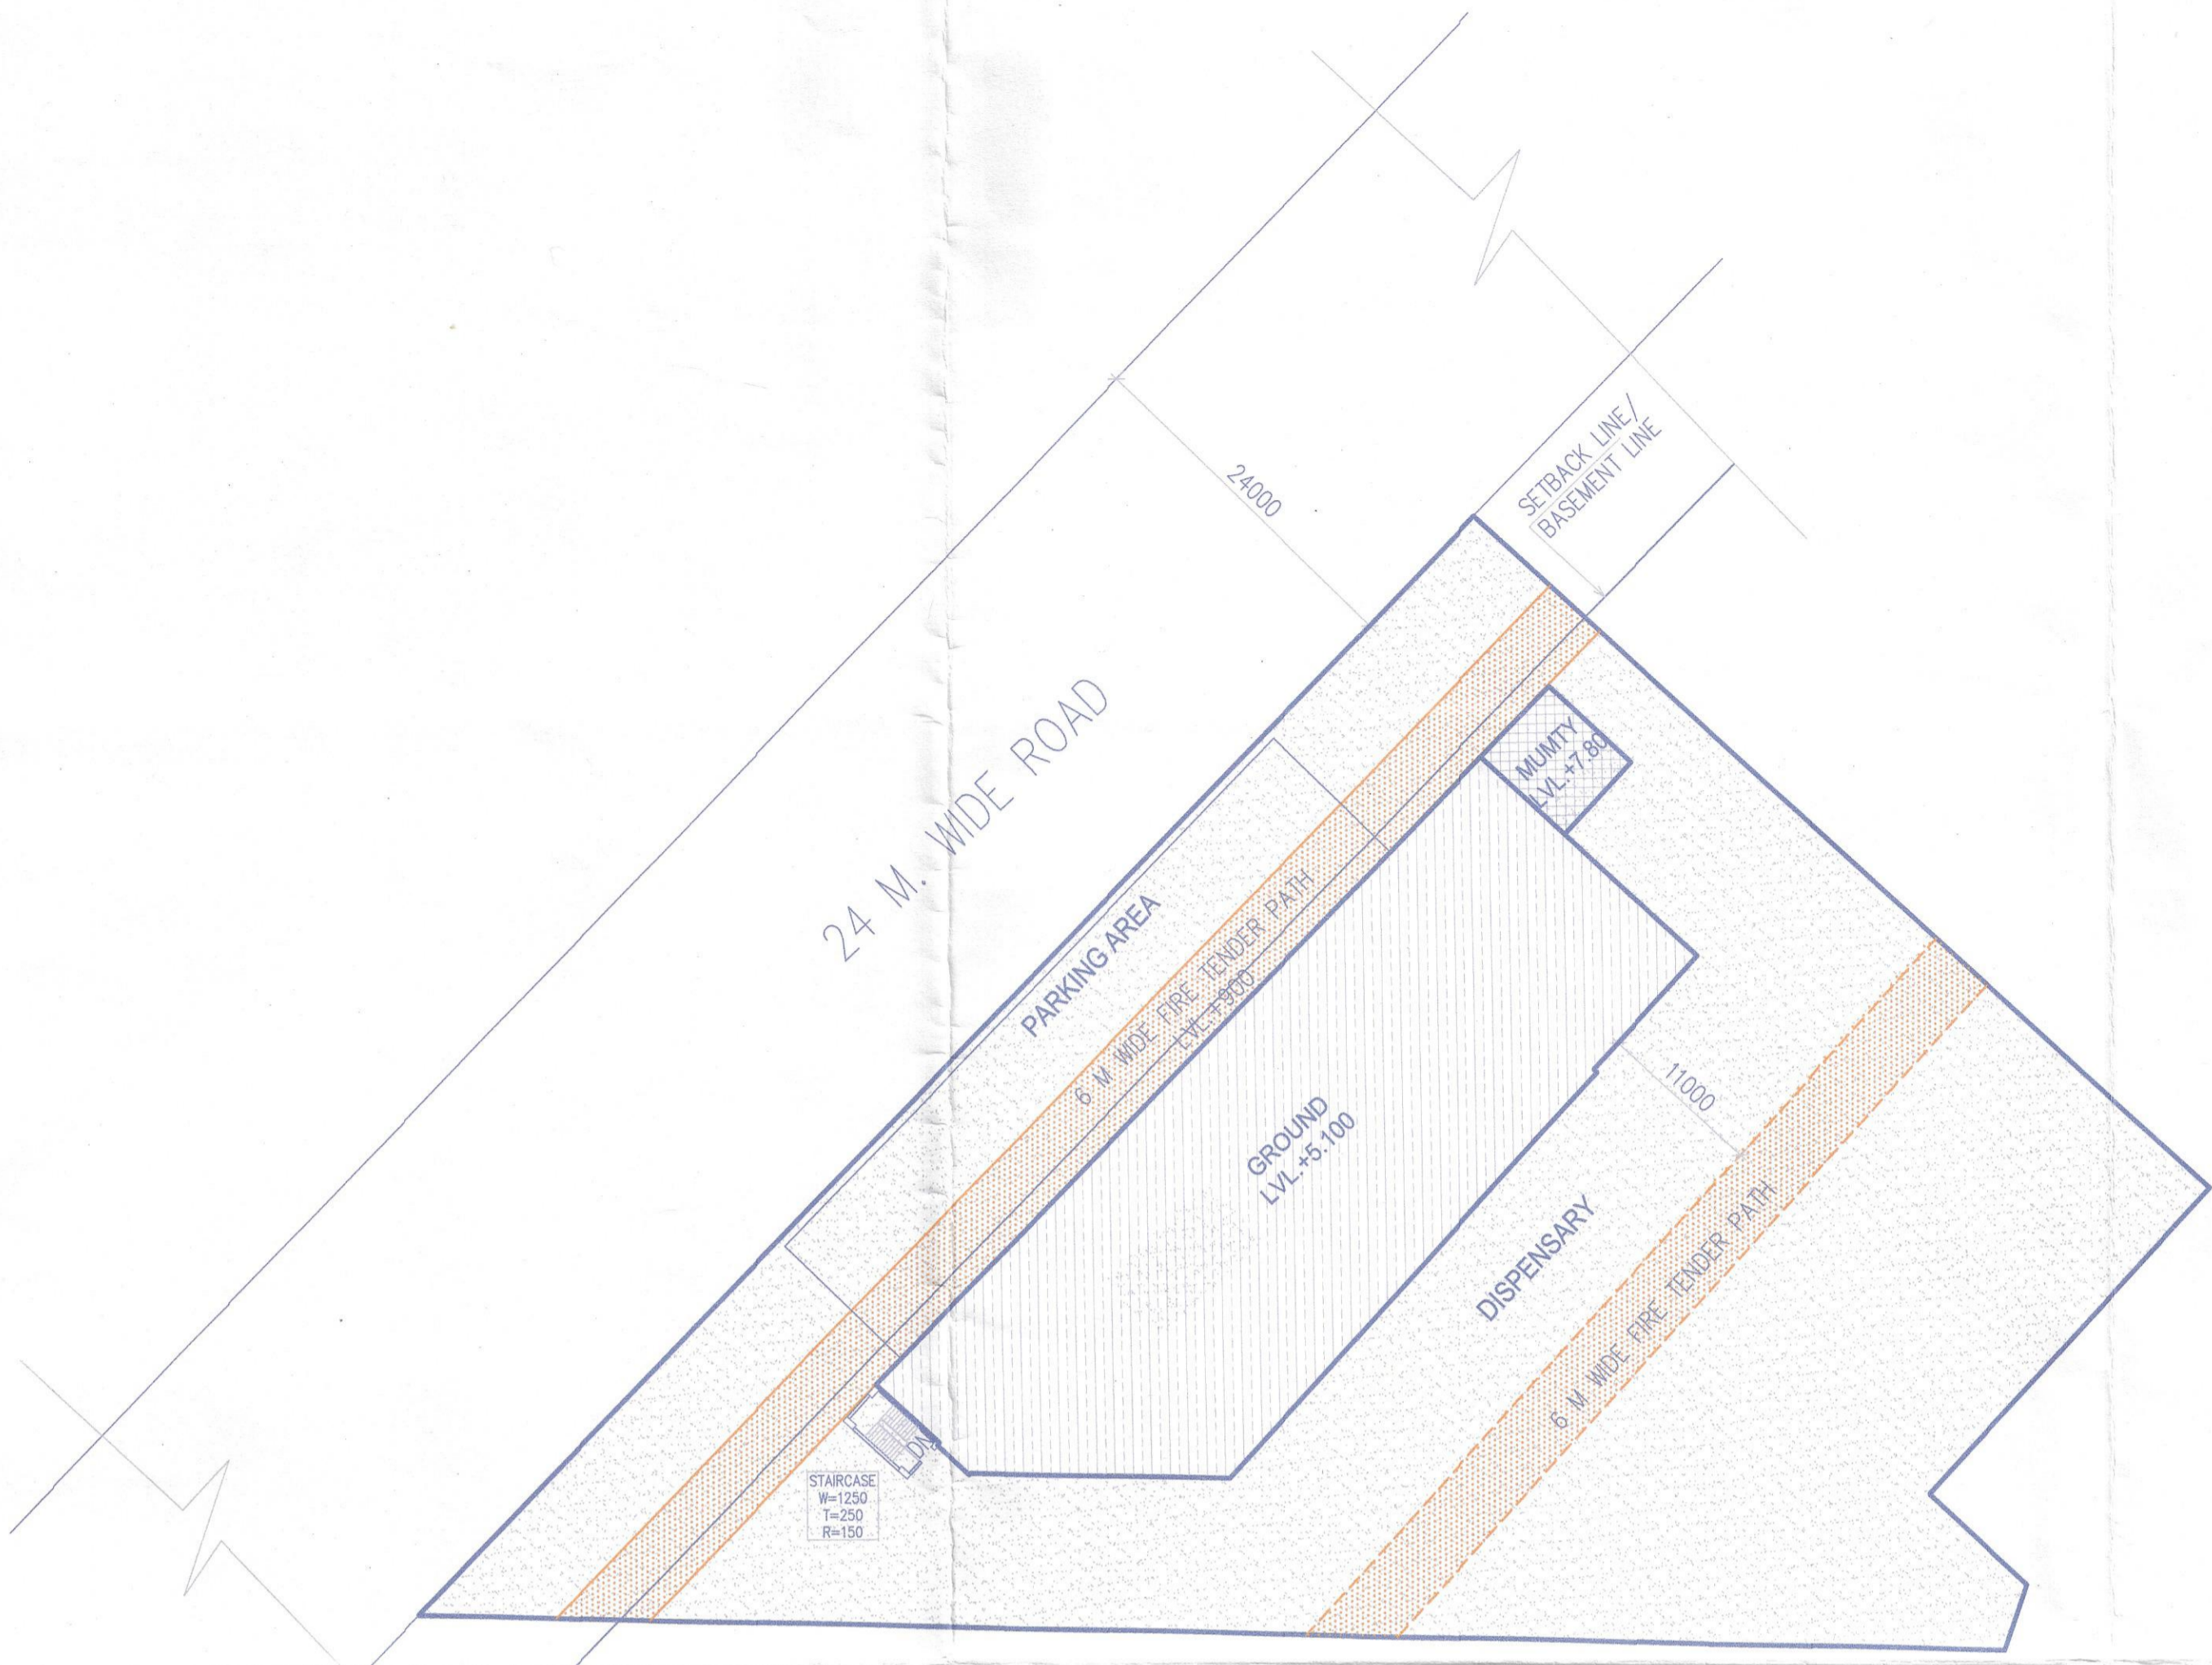 24000
SETBACK LINE/
BASEMENT LINE
24 M. WIDE ROAD
MUMTY
LVL.+7.80
PARKING AREA
6 M WIDE FIRE TENDER PATH
LVL.+900
GROUND
LVL.+5.100
11000
DISPENSARY
6 M WIDE FIRE TENDER PATH
DN
STAIRCASE
W=1250
T=250
R=150